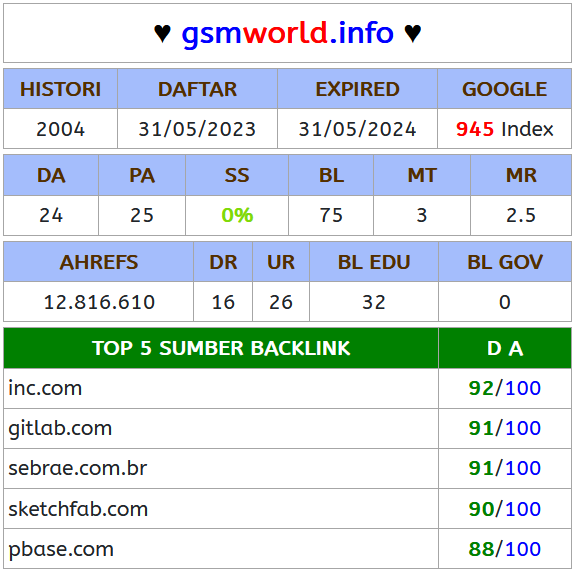 ♥ gsmworld.info ♥
HISTORI DAFTAR EXPIRED GOOGLE
2004 31/05/2023 31/05/2024 945 Index
DA PA SS BL MT MR
24 25 0% 75 3 2.5
AHREFS DR UR BL EDU BL GOV
12.816.610 16 26 32 0
TOP 5 SUMBER BACKLINK D A
inc.com 92/100
gitlab.com 91/100
sebrae.com.br 91/100
sketchfab.com 90/100
pbase.com 88/100